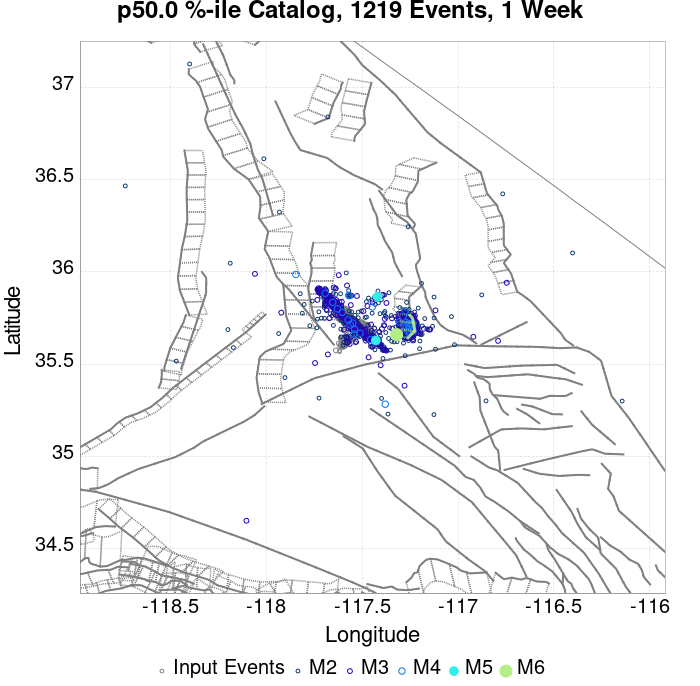 p50.0 %-ile Catalog, 1219 Events, 1 Week
37
36.5
36
35.5
35
34.5
Latitude
-118.5
-118
-117.5
-117
-116.5
-116
Longitude
Input Events
M2
M3
M4
M5
M6